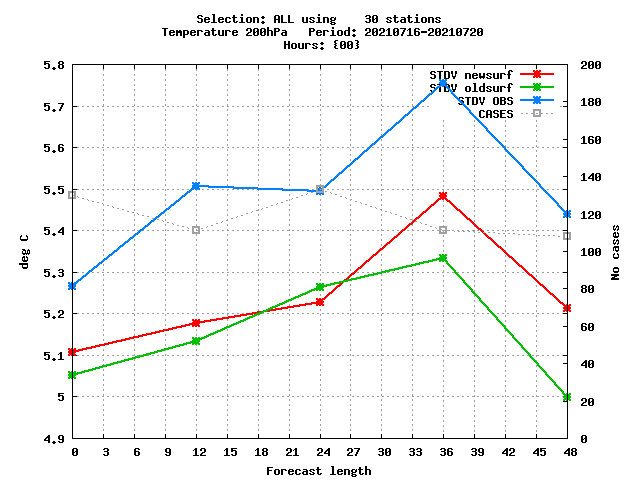 Selection: ALL using    30 stations
Temperature 200hPa   Period: 20210716-20210720
Hours: {00}
5.8
5.7
5.6
5.5
5.4
5.3
5.2
5.1
5
4.9
deg C
STDV newsurf
STDV oldsurf
STDV OBS
CASES
200
180
160
140
120
100
80
60
40
20
0
No cases
0 3 6 9 12 15 18 21 24 27 30 33 36 39 42 45 48
Forecast length